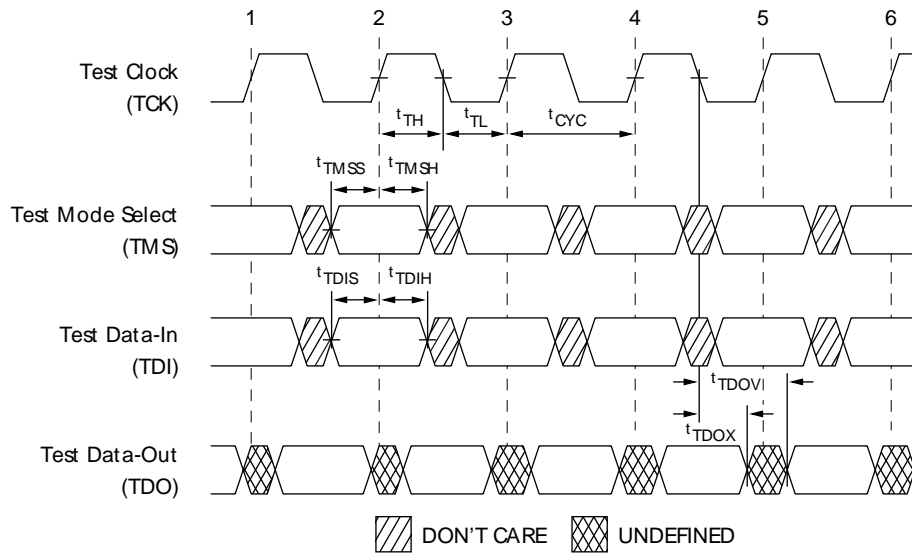 1 2 3 4 5 6
Test Clock
(TCK)
tTH tTL tCYC
tTMSS tTMSH
Test Mode Select
(TMS)
tTDIS tTDIH
Test Data-In
(TDI)
tTDOV
tTDOX
Test Data-Out
(TDO)
DON'T CARE UNDEFINED